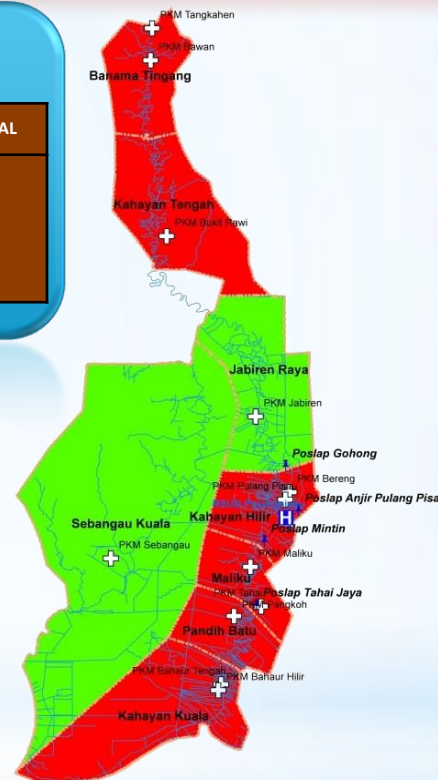 AL
PKM Tangkahen
PKM Bawan
Banama Tingang
Kahayan Tengah
PKM Bukit Rawi
Jabiren Raya
PKM Jabiren
Poslap Gohong
PKM Bereng
PKM Pulang Pisau
Poslap Anjir Pulang Pisa
Kahayan Hilir
Sebangau Kuala
Poslap Mintin
PKM Sebangau
PKM Maliku
Maliku
PKM Tahai
Poslap Tahai Jaya
PKM Pangkoh
Pandih Batu
PKM Bahaur Tengah
PKM Bahaur Hilir
Kahayan Kuala
H